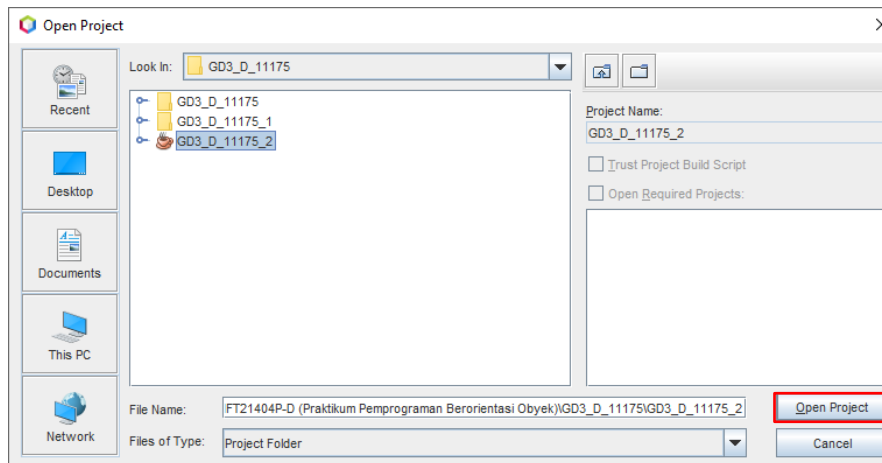 Open Project
Look In: GD3_D_11175
Recent
Desktop
Documents
This PC
Network
GD3_D_11175
GD3_D_11175_1
GD3_D_11175_2
Project Name:
GD3_D_11175_2
Trust Project Build Script
Open Required Projects:
File Name: FT21404P-D (Praktikum Pemprograman Berorientasi Obyek)\GD3_D_11175\GD3_D_11175_2
Open Project
Files of Type: Project Folder
Cancel